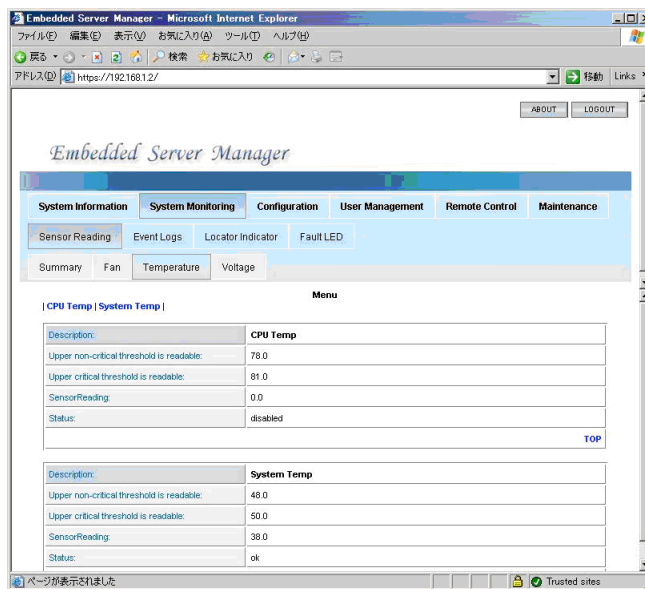 Embedded Server Manager - Microsoft Internet Explorer
ファイル(F) 編集(E) 表示(V) お気に入り(A) ツール(T) ヘルプ(H)
戻る 検索 お気に入り
アドレス(D) https://192.168.1.2/ 移動 Links
ABOUT LOGOUT
Embedded Server Manager
System Information System Monitoring Configuration User Management Remote Control Maintenance
Sensor Reading Event Logs Locator Indicator Fault LED
Summary Fan Temperature Voltage
Menu
| CPU Temp | System Temp |
Description: CPU Temp
Upper non-critical threshold is readable: 78.0
Upper critical threshold is readable: 81.0
SensorReading: 0.0
Status: disabled
TOP
Description: System Temp
Upper non-critical threshold is readable: 48.0
Upper critical threshold is readable: 50.0
SensorReading: 38.0
Status: ok
ページが表示されました Trusted sites